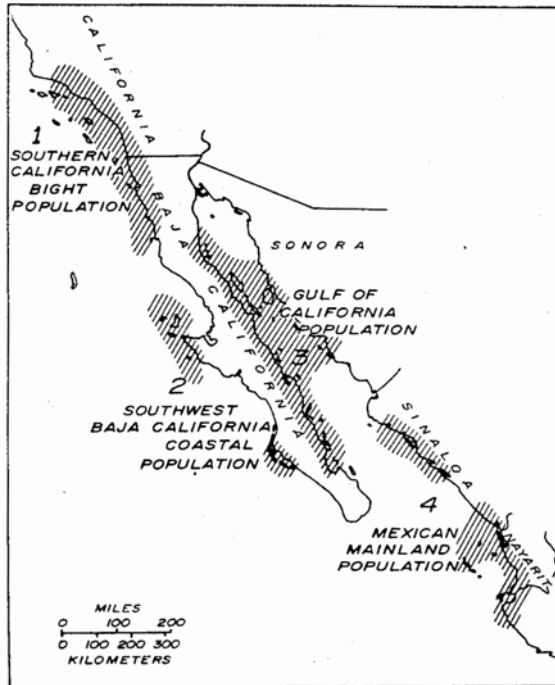 CALIFORNIA
1
SOUTHERN
CALIFORNIA
BIGHT
POPULATION
BAJA CALIFORNIA
SONORA
GULF OF
CALIFORNIA
POPULATION
3
2
SOUTHWEST
BAJA CALIFORNIA
COASTAL
POPULATION
SINALOA
4
MEXICAN
MAINLAND
POPULATION
NAYARIT
MILES
0 100 200
0 100 200 300
KILOMETERS